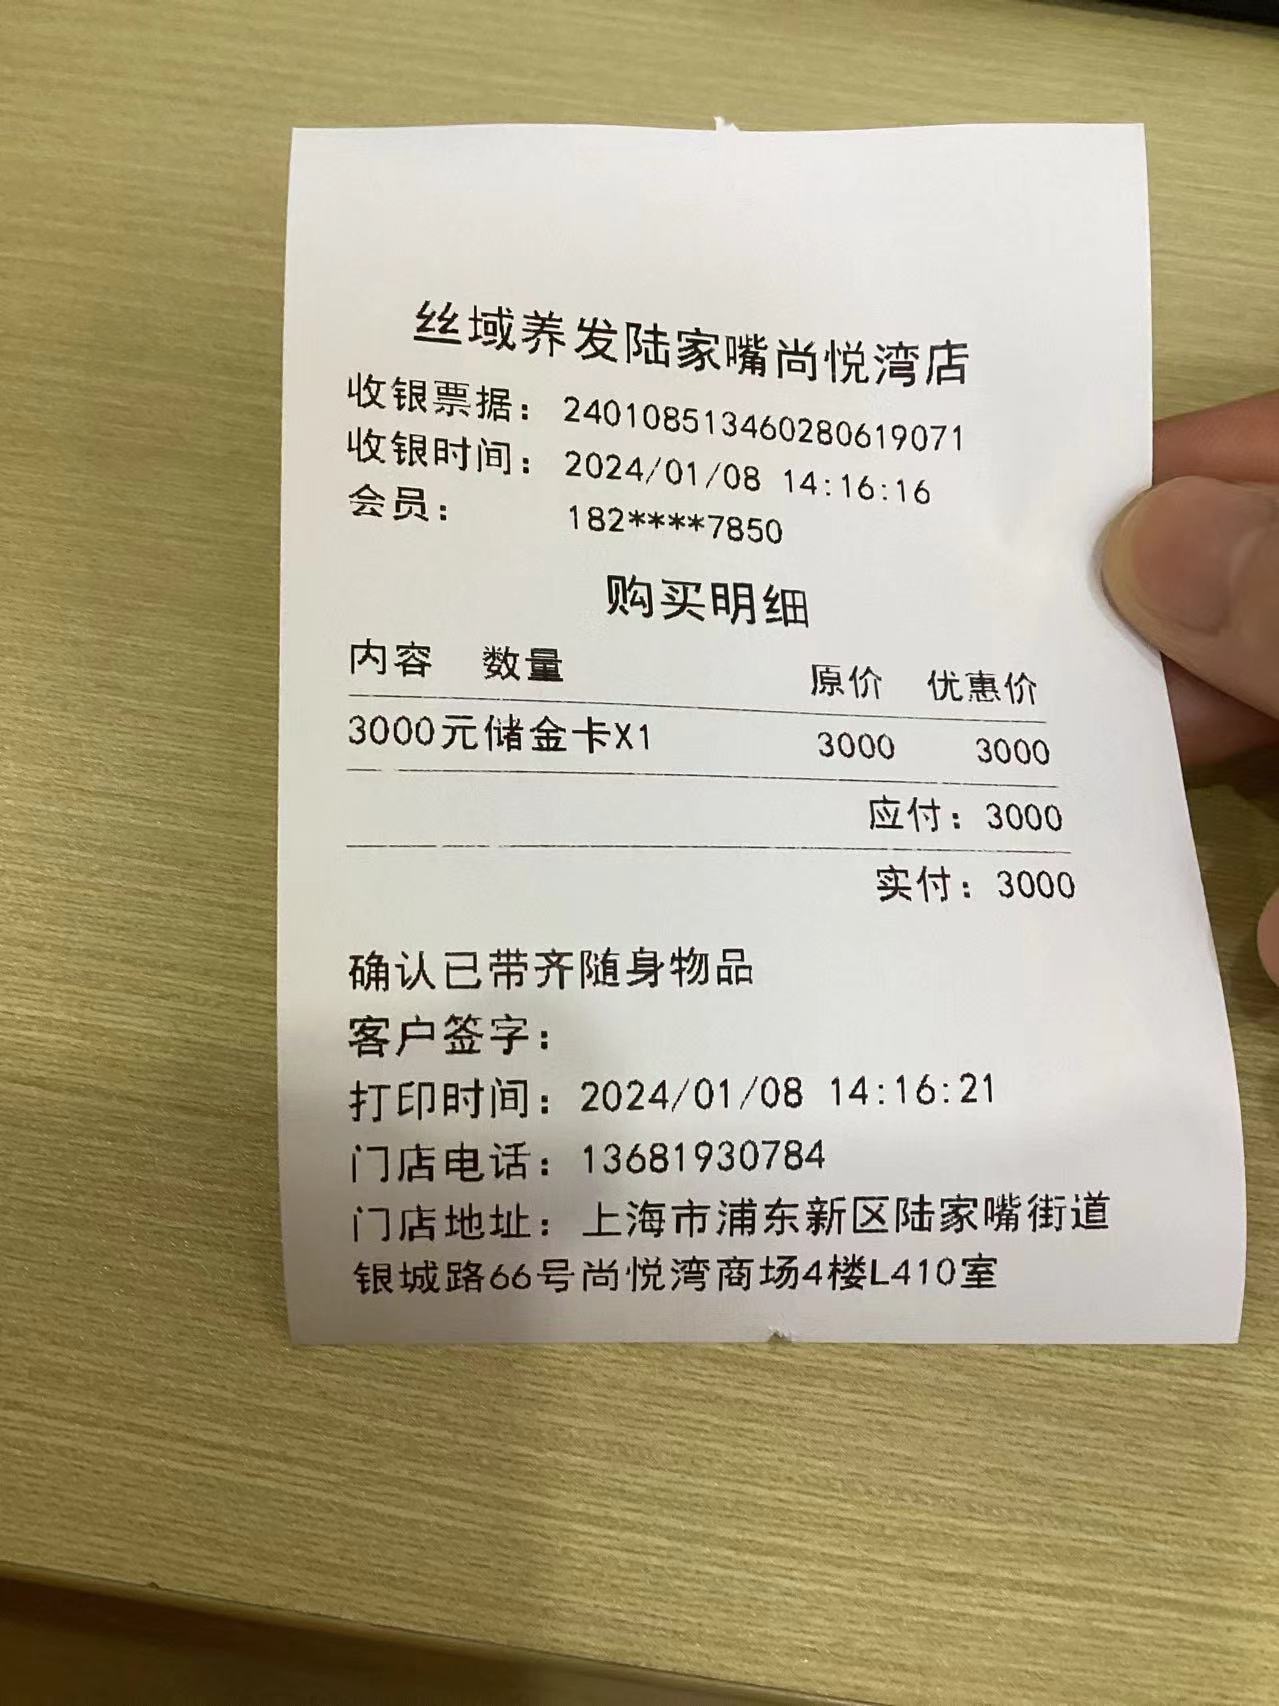 丝域养发陆家嘴尚悦湾店
收银票据: 240108513460280619071
收银时间: 2024/01/08 14:16:16
会员: 182****7850
购买明细
内容 数量 原价 优惠价
3000元储金卡X1 3000 3000
应付: 3000
实付: 3000
确认已带齐随身物品
客户签字:
打印时间: 2024/01/08 14:16:21
门店电话: 13681930784
门店地址: 上海市浦东新区陆家嘴街道
银城路66号尚悦湾商场4楼L410室